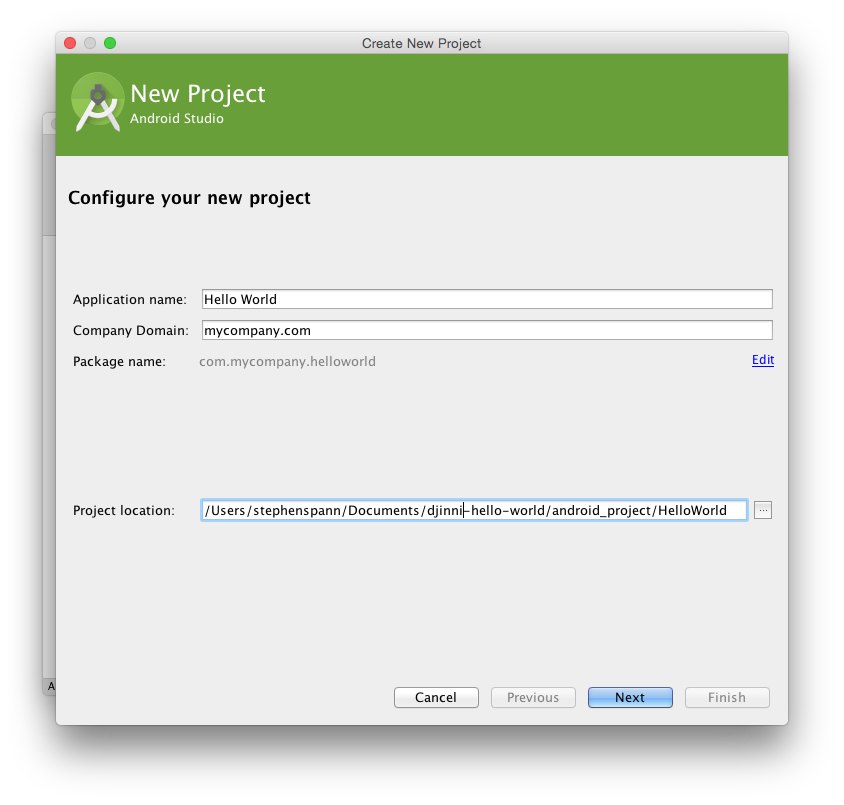 Create New Project
New Project
Android Studio
Configure your new project
Application name: Hello World
Company Domain: mycompany.com
Package name: com.mycompany.helloworld Edit
Project location: /Users/stephenspann/Documents/djinni-hello-world/android_project/HelloWorld ...
A
Cancel Previous Next Finish